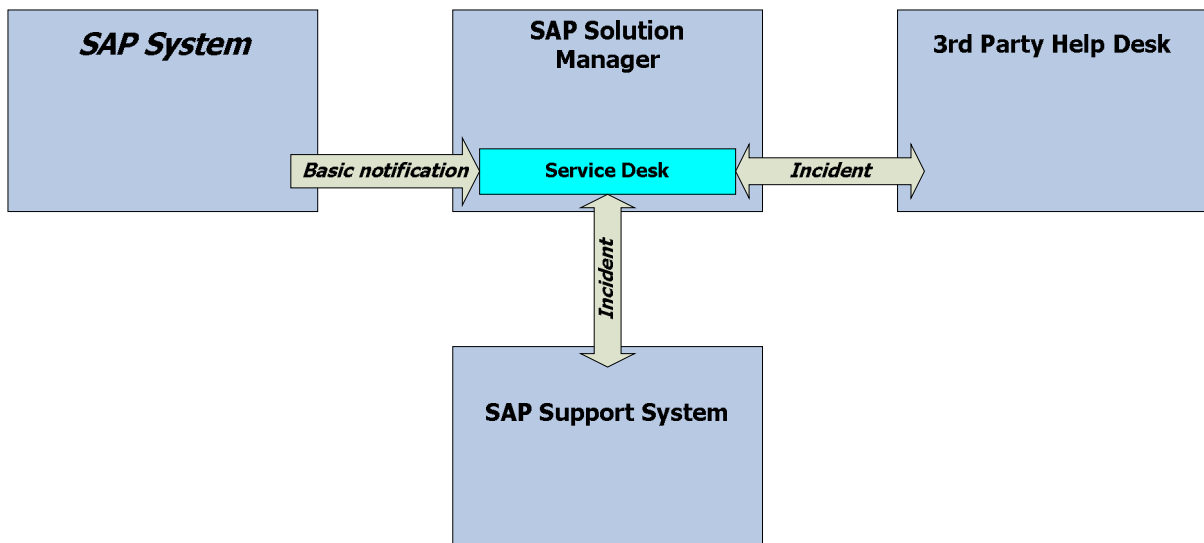 SAP System
SAP Solution
Manager
3rd Party Help Desk
Basic notification
Service Desk
Incident
Incident
SAP Support System